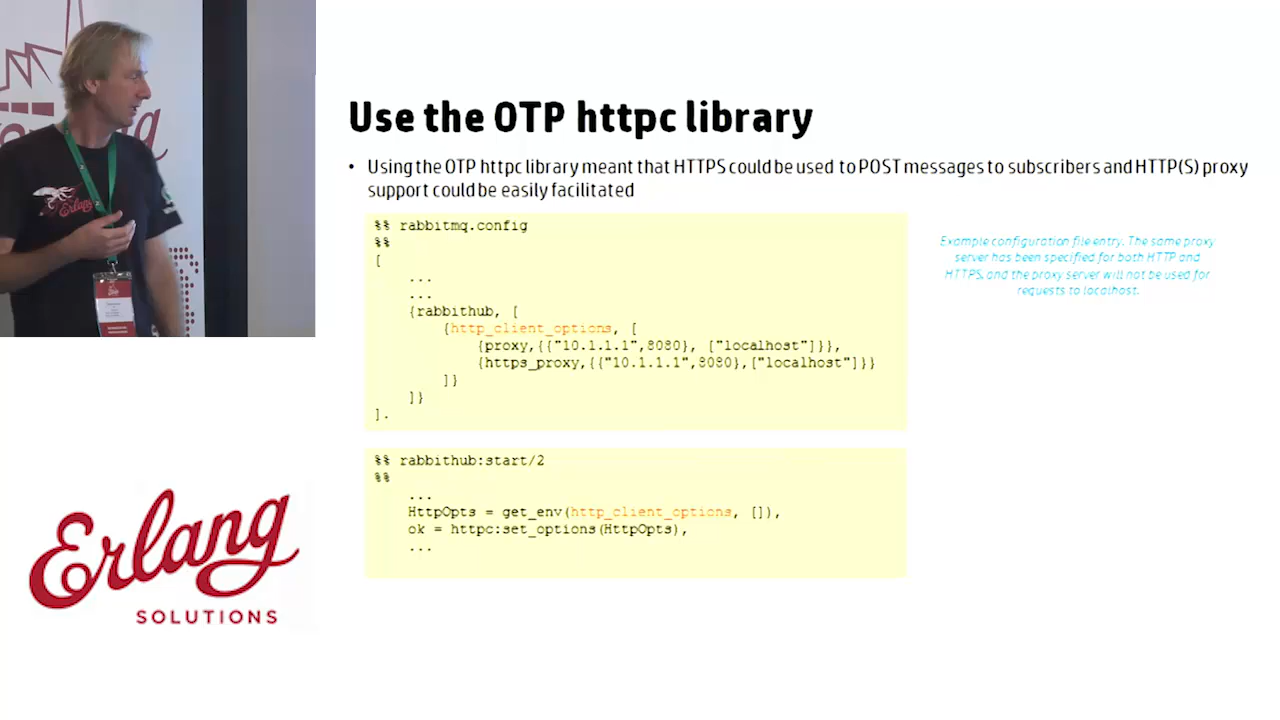 Use the OTP httpc library
• Using the OTP httpc library meant that HTTPS could be used to POST messages to subscribers and HTTP(S) proxy
support could be easily facilitated
%% rabbitmq.config
%%
[
...
...
{rabbithub, [
{http_client_options, [
{proxy,{{"10.1.1.1",8080}, ["localhost"]}},
{https_proxy,{{"10.1.1.1",8080},["localhost"]}}
]}
]}
].
Example configuration file entry. The same proxy
server has been specified for both HTTP and
HTTPS, and the proxy server will not be used for
requests to localhost.
%% rabbithub:start/2
%%
...
HttpOpts = get_env(http_client_options, []),
ok = httpc:set_options(HttpOpts),
...
Erlang
Erlang
SOLUTIONS